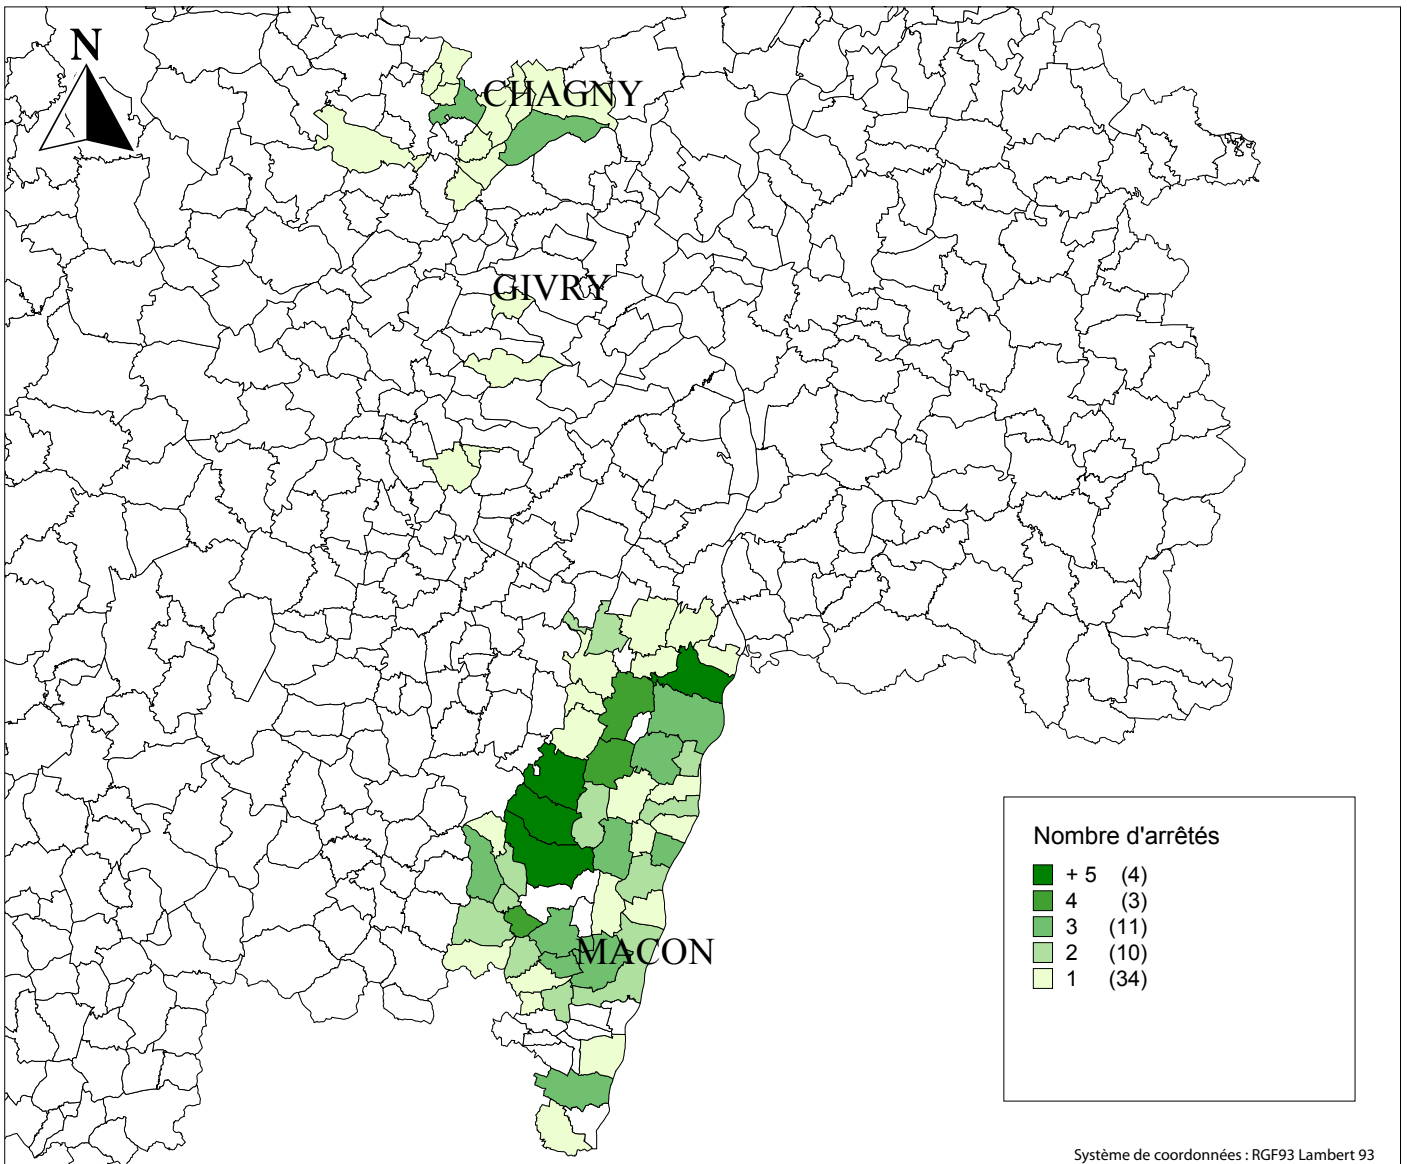 N
CHAGNY
GIVRY
MACON
Nombre d'arrêtés
+ 5 (4)
4 (3)
3 (11)
2 (10)
1 (34)
Système de coordonnées : RGF93 Lambert 93